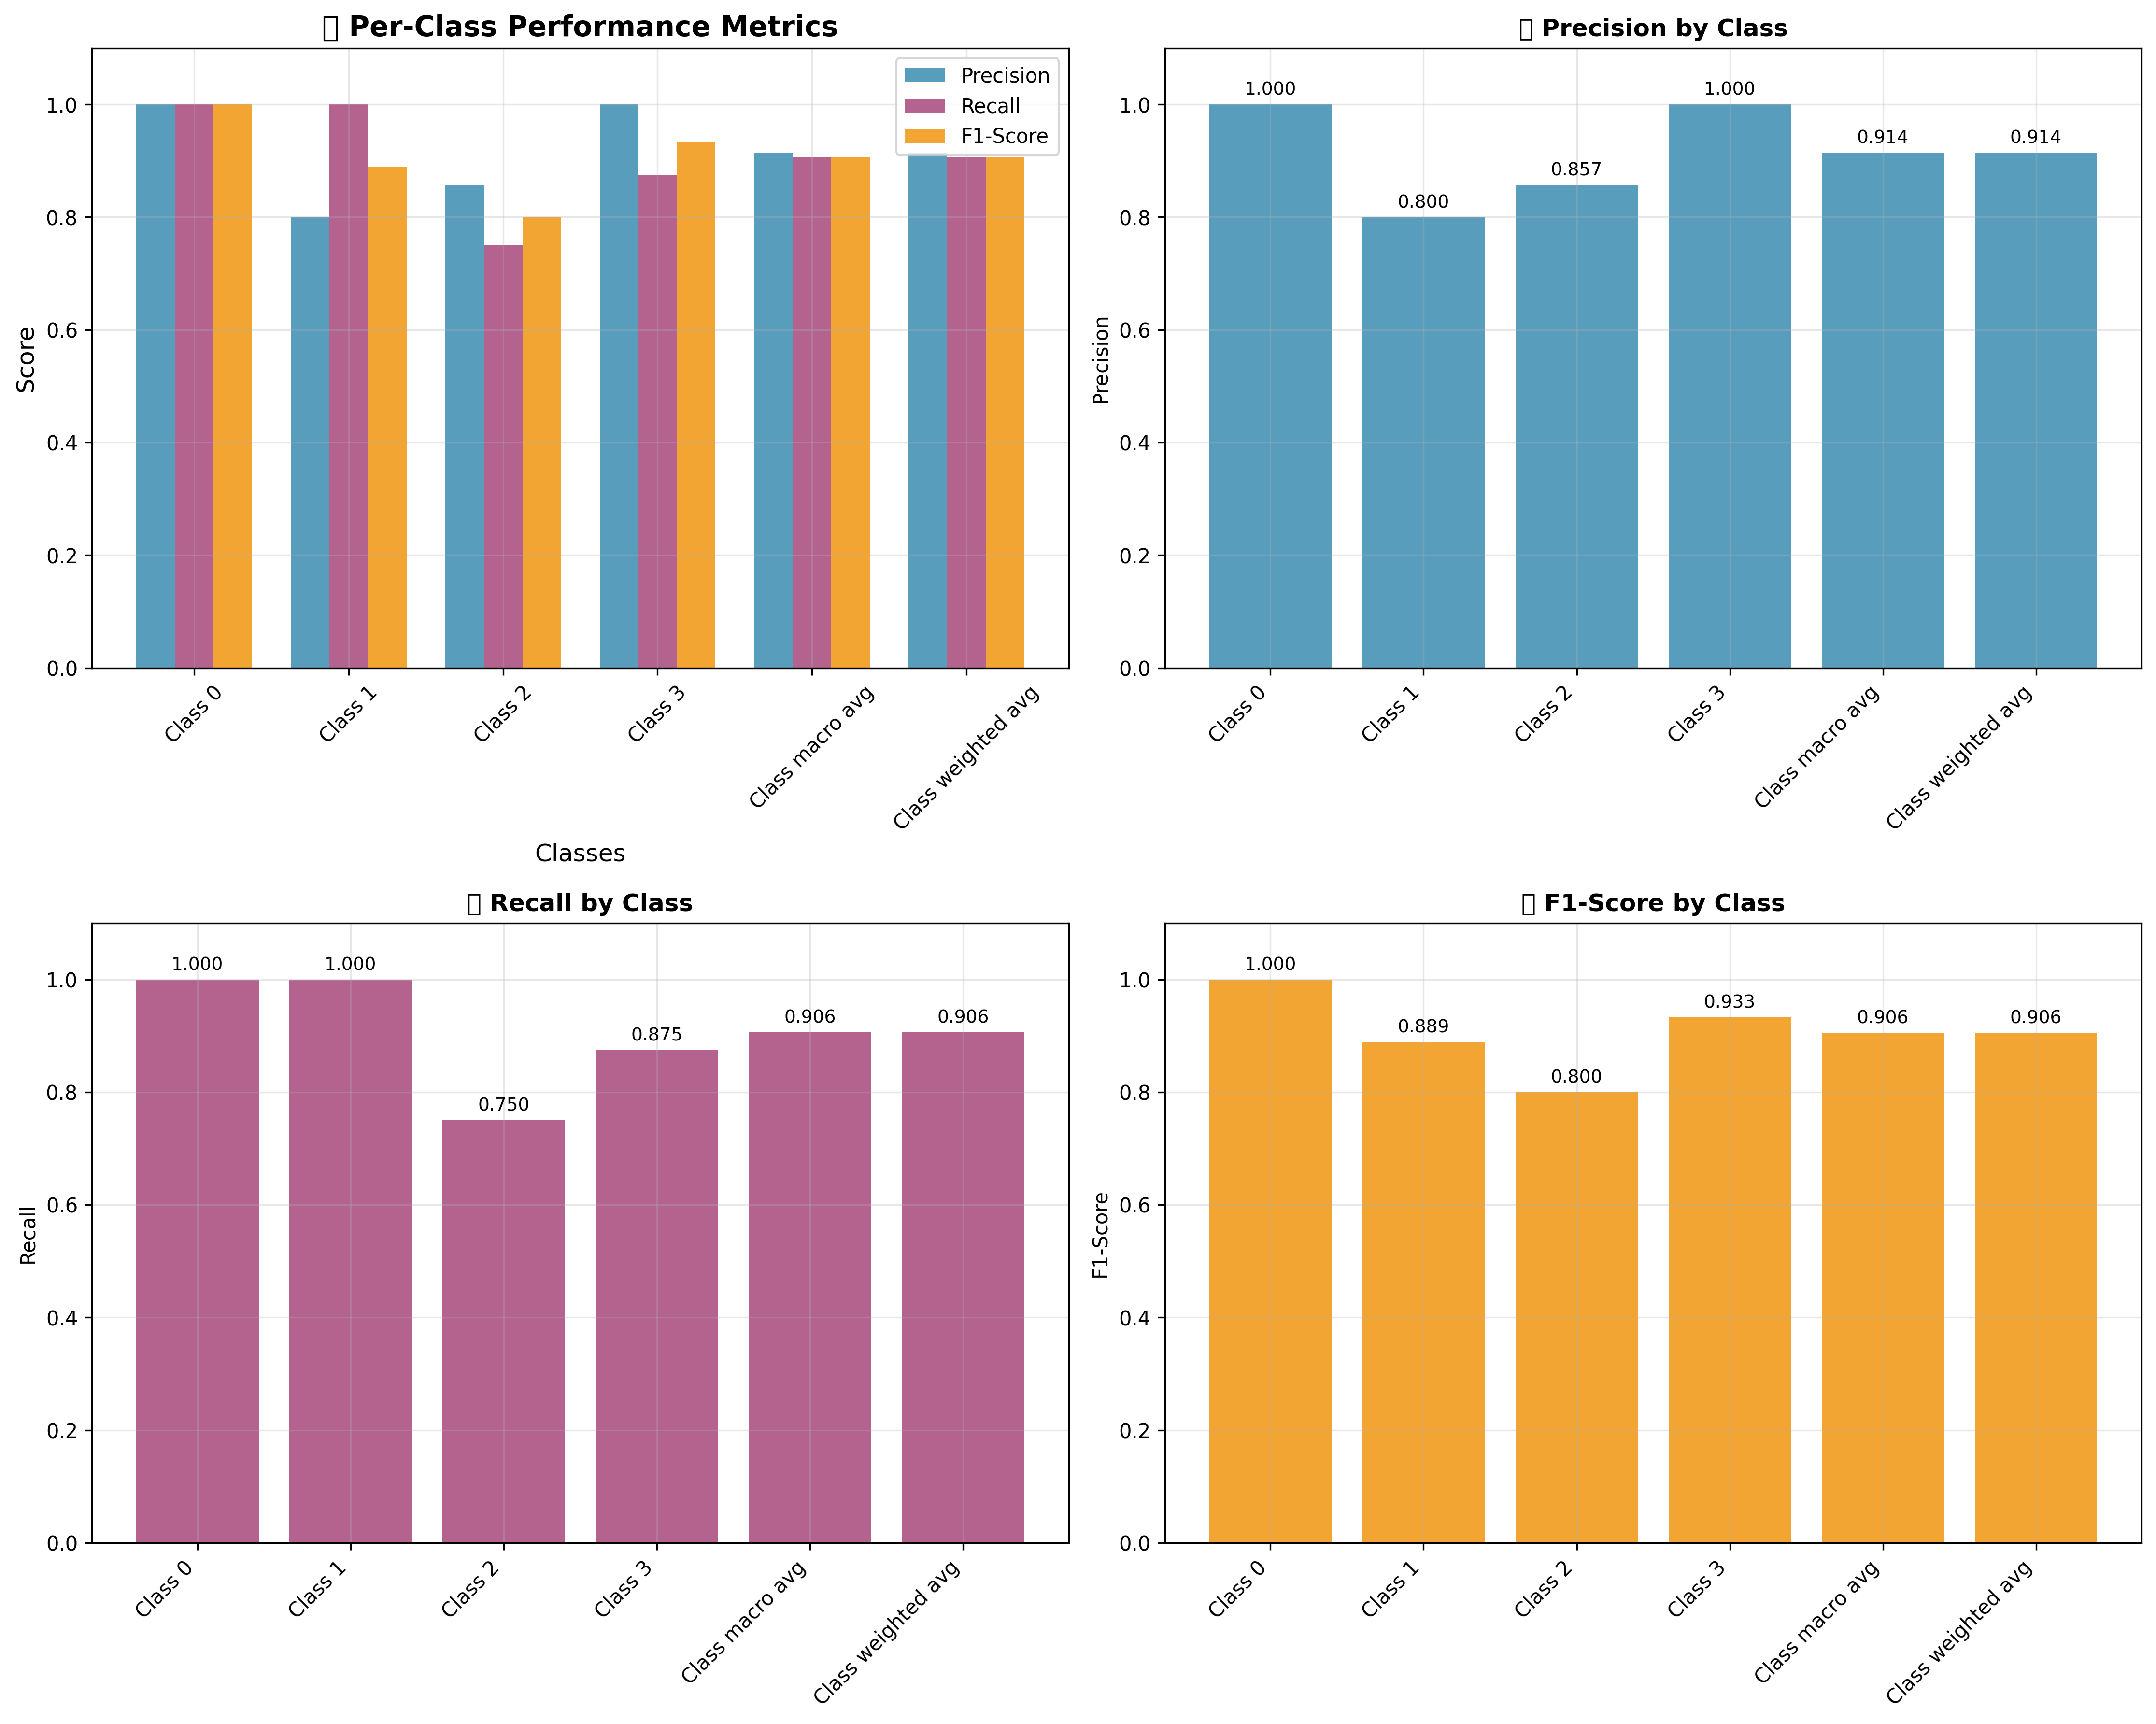 Per-Class Performance Metrics
Precision
Recall
F1-Score
Score
1.0
0.8
0.6
0.4
0.2
0.0
Class 0
Class 1
Class 2
Class 3
Class macro avg
Class weighted avg
Classes
Precision by Class
Precision
1.0
0.8
0.6
0.4
0.2
0.0
1.000
0.800
0.857
1.000
0.914
0.914
Class 0
Class 1
Class 2
Class 3
Class macro avg
Class weighted avg
Recall by Class
Recall
1.0
0.8
0.6
0.4
0.2
0.0
1.000
1.000
0.750
0.875
0.906
0.906
Class 0
Class 1
Class 2
Class 3
Class macro avg
Class weighted avg
F1-Score by Class
F1-Score
1.0
0.8
0.6
0.4
0.2
0.0
1.000
0.889
0.800
0.933
0.906
0.906
Class 0
Class 1
Class 2
Class 3
Class macro avg
Class weighted avg